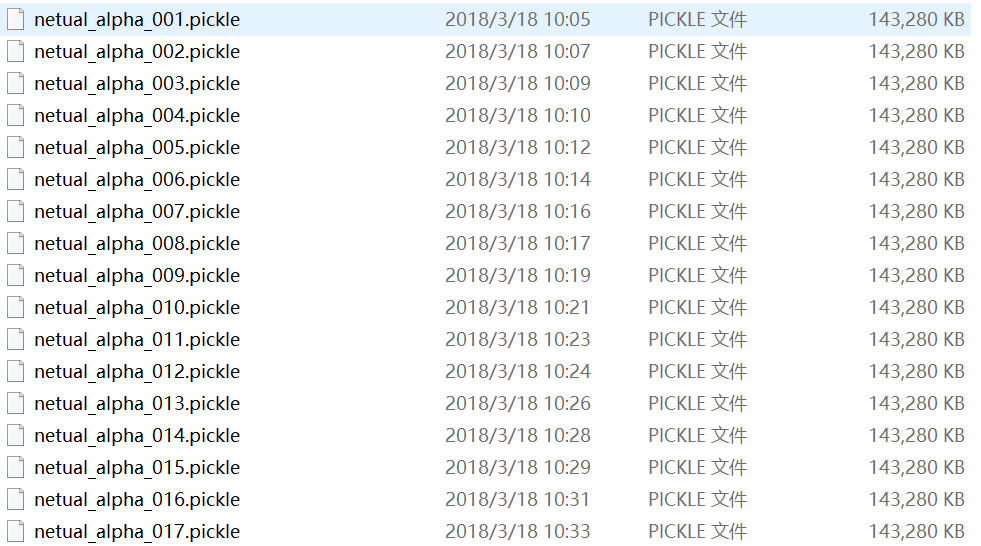 netual_alpha_001.pickle 2018/3/18 10:05 PICKLE 文件 143,280 KB
netual_alpha_002.pickle 2018/3/18 10:07 PICKLE 文件 143,280 KB
netual_alpha_003.pickle 2018/3/18 10:09 PICKLE 文件 143,280 KB
netual_alpha_004.pickle 2018/3/18 10:10 PICKLE 文件 143,280 KB
netual_alpha_005.pickle 2018/3/18 10:12 PICKLE 文件 143,280 KB
netual_alpha_006.pickle 2018/3/18 10:14 PICKLE 文件 143,280 KB
netual_alpha_007.pickle 2018/3/18 10:16 PICKLE 文件 143,280 KB
netual_alpha_008.pickle 2018/3/18 10:17 PICKLE 文件 143,280 KB
netual_alpha_009.pickle 2018/3/18 10:19 PICKLE 文件 143,280 KB
netual_alpha_010.pickle 2018/3/18 10:21 PICKLE 文件 143,280 KB
netual_alpha_011.pickle 2018/3/18 10:23 PICKLE 文件 143,280 KB
netual_alpha_012.pickle 2018/3/18 10:24 PICKLE 文件 143,280 KB
netual_alpha_013.pickle 2018/3/18 10:26 PICKLE 文件 143,280 KB
netual_alpha_014.pickle 2018/3/18 10:28 PICKLE 文件 143,280 KB
netual_alpha_015.pickle 2018/3/18 10:29 PICKLE 文件 143,280 KB
netual_alpha_016.pickle 2018/3/18 10:31 PICKLE 文件 143,280 KB
netual_alpha_017.pickle 2018/3/18 10:33 PICKLE 文件 143,280 KB